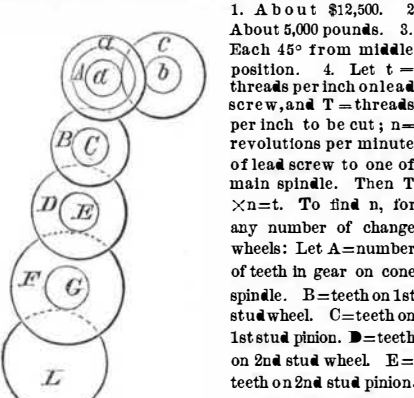 a
c
A
d
b
B
C
D
E
F
G
L
1. About $12,500. 2
About 5,000 pounds. 3.
Each 45° from middle
position. 4. Let t =
threads per inch on lead
screw, and T = threads
per inch to be cut; n=
revolutions per minute
of lead screw to one of
main spindle. Then T
×n=t. To find n, for
any number of change
wheels: Let A=number
of teeth in gear on cone
spindle. B=teeth on 1st
stud wheel. C=teeth on
1st stud pinion. D=teeth
on 2nd stud wheel. E=
teeth on 2nd stud pinion.